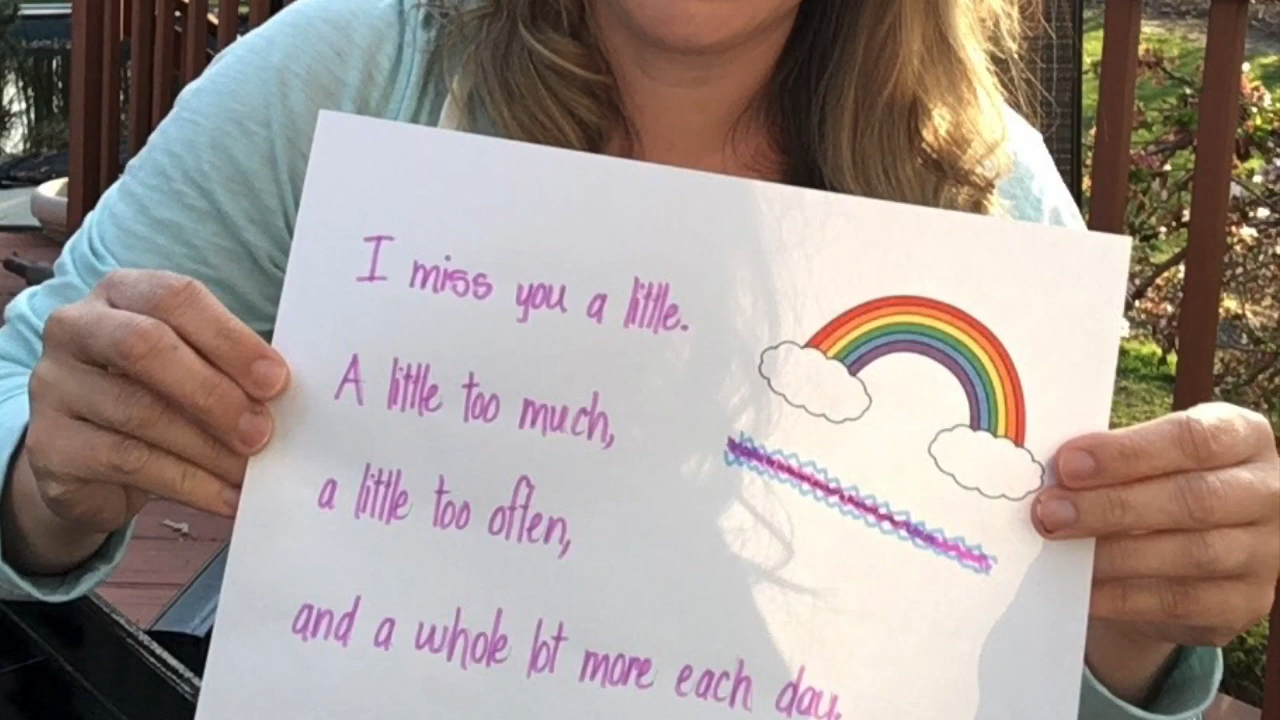 I miss you a little.
A little too much,
a little too often,
and a whole lot more each day.